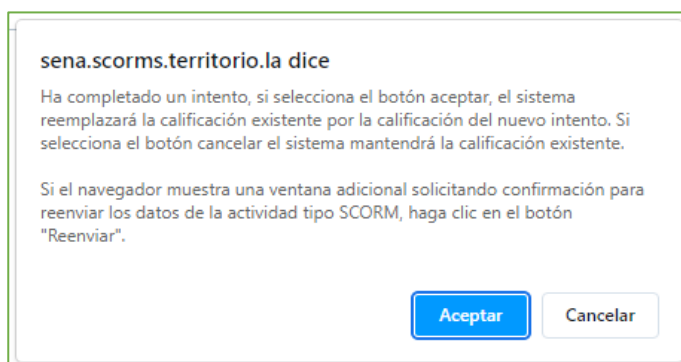 sena.scorms.territorio.la dice
Ha completado un intento, si selecciona el botón aceptar, el sistema
reemplazará la calificación existente por la calificación del nuevo intento. Si
selecciona el botón cancelar el sistema mantendrá la calificación existente.
Si el navegador muestra una ventana adicional solicitando confirmación para
reenviar los datos de la actividad tipo SCORM, haga clic en el botón
"Reenviar".
Aceptar Cancelar